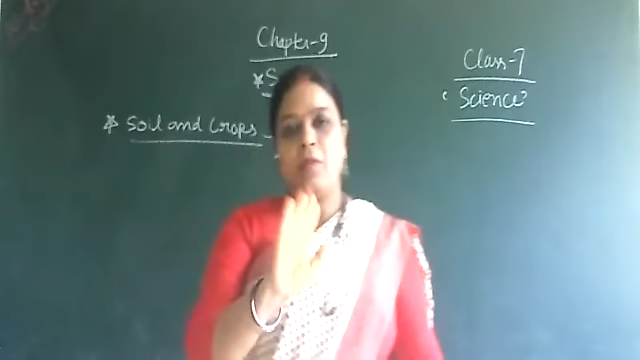 Chapter-9
* S
* Soil and Crops -
Class-7
'Science'